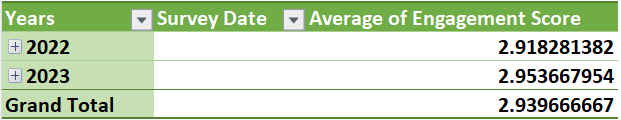 Years Survey Date Average of Engagement Score
2022 2.918281382
2023 2.953667954
Grand Total 2.939666667